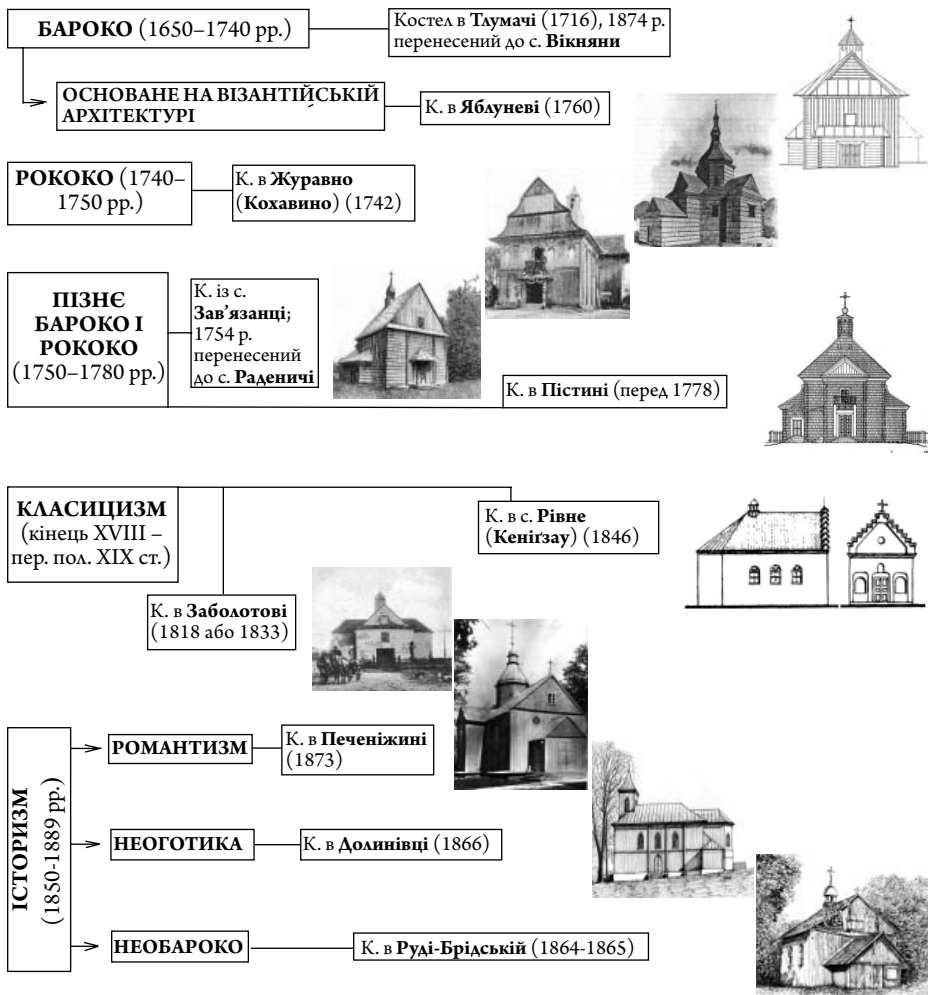 БАРОКО (1650–1740 рр.)
Костел в Тлумачі (1716), 1874 р.
перенесений до с. Вікняни
ОСНОВАНЕ НА ВІЗАНТІЙСЬКІЙ
АРХІТЕКТУРІ
К. в Яблуневі (1760)
РОКОКО (1740–
1750 рр.)
К. в Журавно
(Кохавино) (1742)
ПІЗНЄ
БАРОКО І
РОКОКО
(1750–1780 рр.)
К. із с.
Зав’язанці;
1754 р.
перенесений
до с. Раденичі
К. в Пістині (перед 1778)
КЛАСИЦИЗМ
(кінець XVIII –
пер. пол. XIX ст.)
К. в с. Рівне
(Кеніґзау) (1846)
К. в Заболотові
(1818 або 1833)
ІСТОРИЗМ
(1850-1889 рр.)
РОМАНТИЗМ
К. в Печеніжині
(1873)
НЕОГОТИКА
К. в Долинівці (1866)
НЕОБАРОКО
К. в Руді-Брідській (1864-1865)